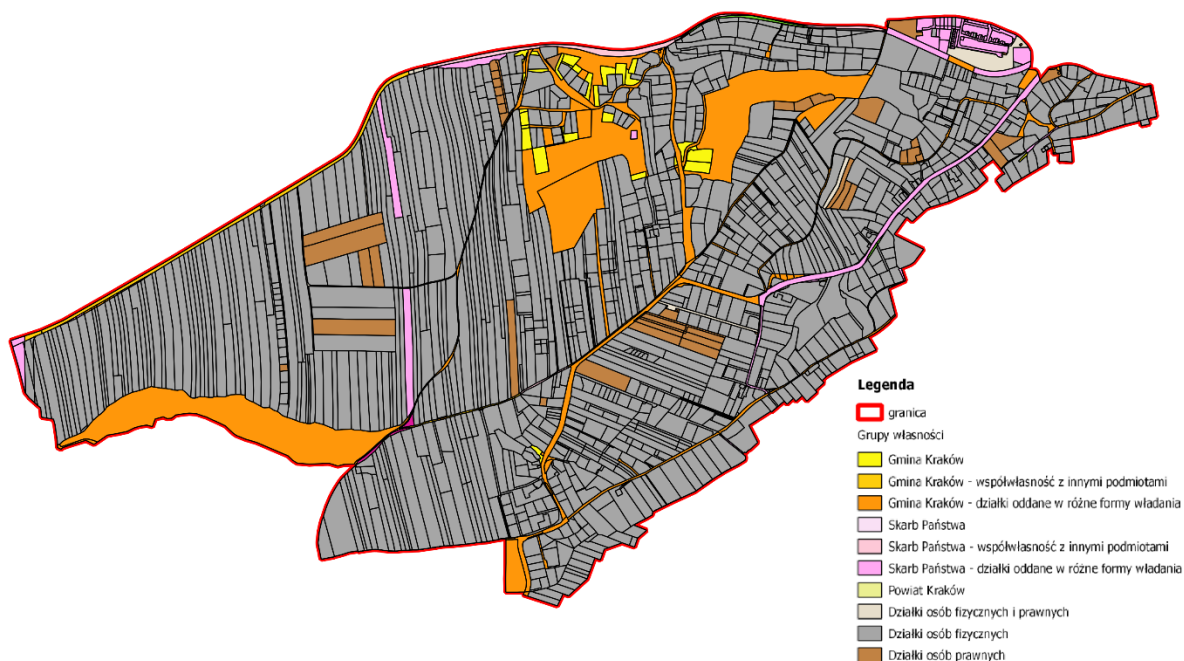 Legenda
granica
Grupy własności
Gmina Kraków
Gmina Kraków - współwłasność z innymi podmiotami
Gmina Kraków - działki oddane w różne formy władania
Skarb Państwa
Skarb Państwa - współwłasność z innymi podmiotami
Skarb Państwa - działki oddane w różne formy władania
Powiat Kraków
Działki osób fizycznych i prawnych
Działki osób fizycznych
Działki osób prawnych